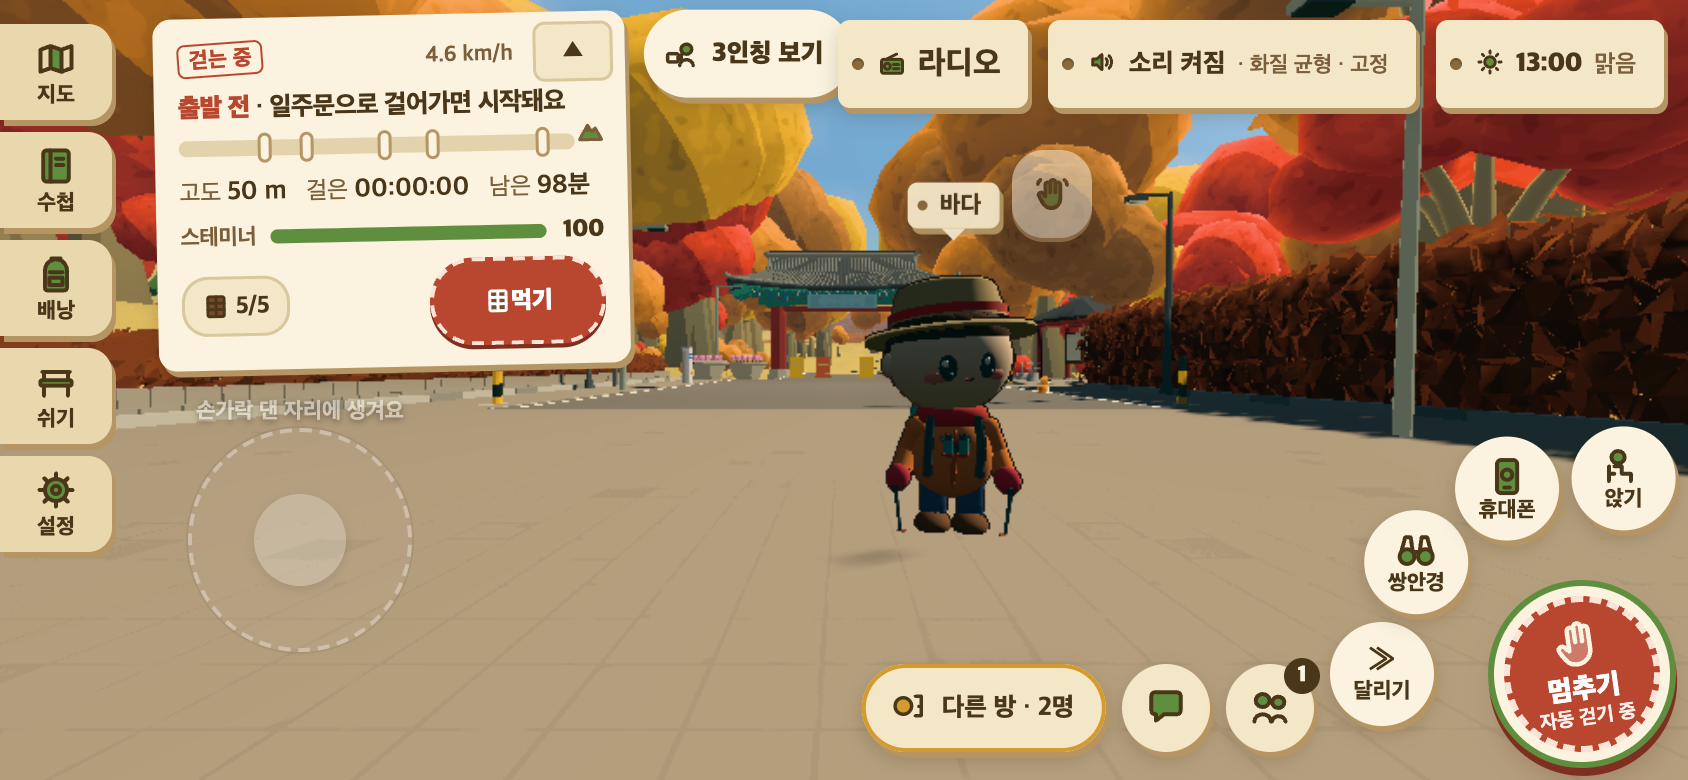 지도
수첩
배낭
쉬기
설정
걷는 중
4.6 km/h
출발 전 · 일주문으로 걸어가면 시작돼요
고도 50 m 걸은 00:00:00 남은 98분
스테미너 100
5/5
먹기
3인칭 보기
라디오
소리 켜짐 · 화질 균형 · 고정
13:00 맑음
바다
손가락 댄 자리에 생겨요
휴대폰
앉기
쌍안경
달리기
멈추기
자동 걷기 중
다른 방 · 2명
1